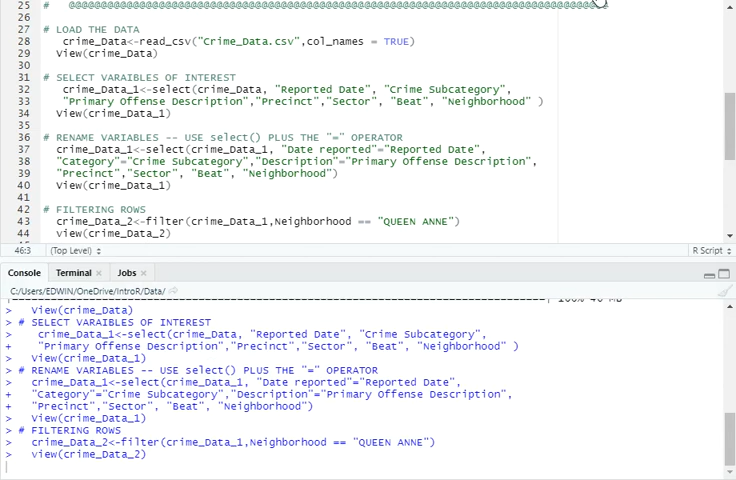 25 # @@@@@@@@@@@@@@@@@@@@@@@@@@@@@@@@@@@@@@@@@@@@@@@@@@@@@@@@@@@@@@@@@@@@@@@@@@@@@@@@@@@@@@@@@@
26
27 # LOAD THE DATA
28 crime_Data<-read_csv("Crime_Data.csv",col_names = TRUE)
29 View(crime_Data)
30
31 # SELECT VARAIBLES OF INTEREST
32 crime_Data_1<-select(crime_Data, "Reported Date", "Crime Subcategory",
33 "Primary Offense Description","Precinct","Sector", "Beat", "Neighborhood" )
34 View(crime_Data_1)
35
36 # RENAME VARIABLES -- USE select() PLUS THE "=" OPERATOR
37 crime_Data_1<-select(crime_Data_1, "Date reported"="Reported Date",
38 "Category"="Crime Subcategory","Description"="Primary Offense Description",
39 "Precinct","Sector", "Beat", "Neighborhood")
40 View(crime_Data_1)
41
42 # FILTERING ROWS
43 crime_Data_2<-filter(crime_Data_1,Neighborhood == "QUEEN ANNE")
44 view(crime_Data_2)
46:3 (Top Level) R Script
Console Terminal Jobs
C:/Users/EDWIN/OneDrive/IntroR/Data/
> View(crime_Data)
> # SELECT VARAIBLES OF INTEREST
> crime_Data_1<-select(crime_Data, "Reported Date", "Crime Subcategory",
+ "Primary Offense Description","Precinct","Sector", "Beat", "Neighborhood" )
> View(crime_Data_1)
> # RENAME VARIABLES -- USE select() PLUS THE "=" OPERATOR
> crime_Data_1<-select(crime_Data_1, "Date reported"="Reported Date",
+ "Category"="Crime Subcategory","Description"="Primary Offense Description",
+ "Precinct","Sector", "Beat", "Neighborhood")
> View(crime_Data_1)
> # FILTERING ROWS
> crime_Data_2<-filter(crime_Data_1,Neighborhood == "QUEEN ANNE")
> view(crime_Data_2)